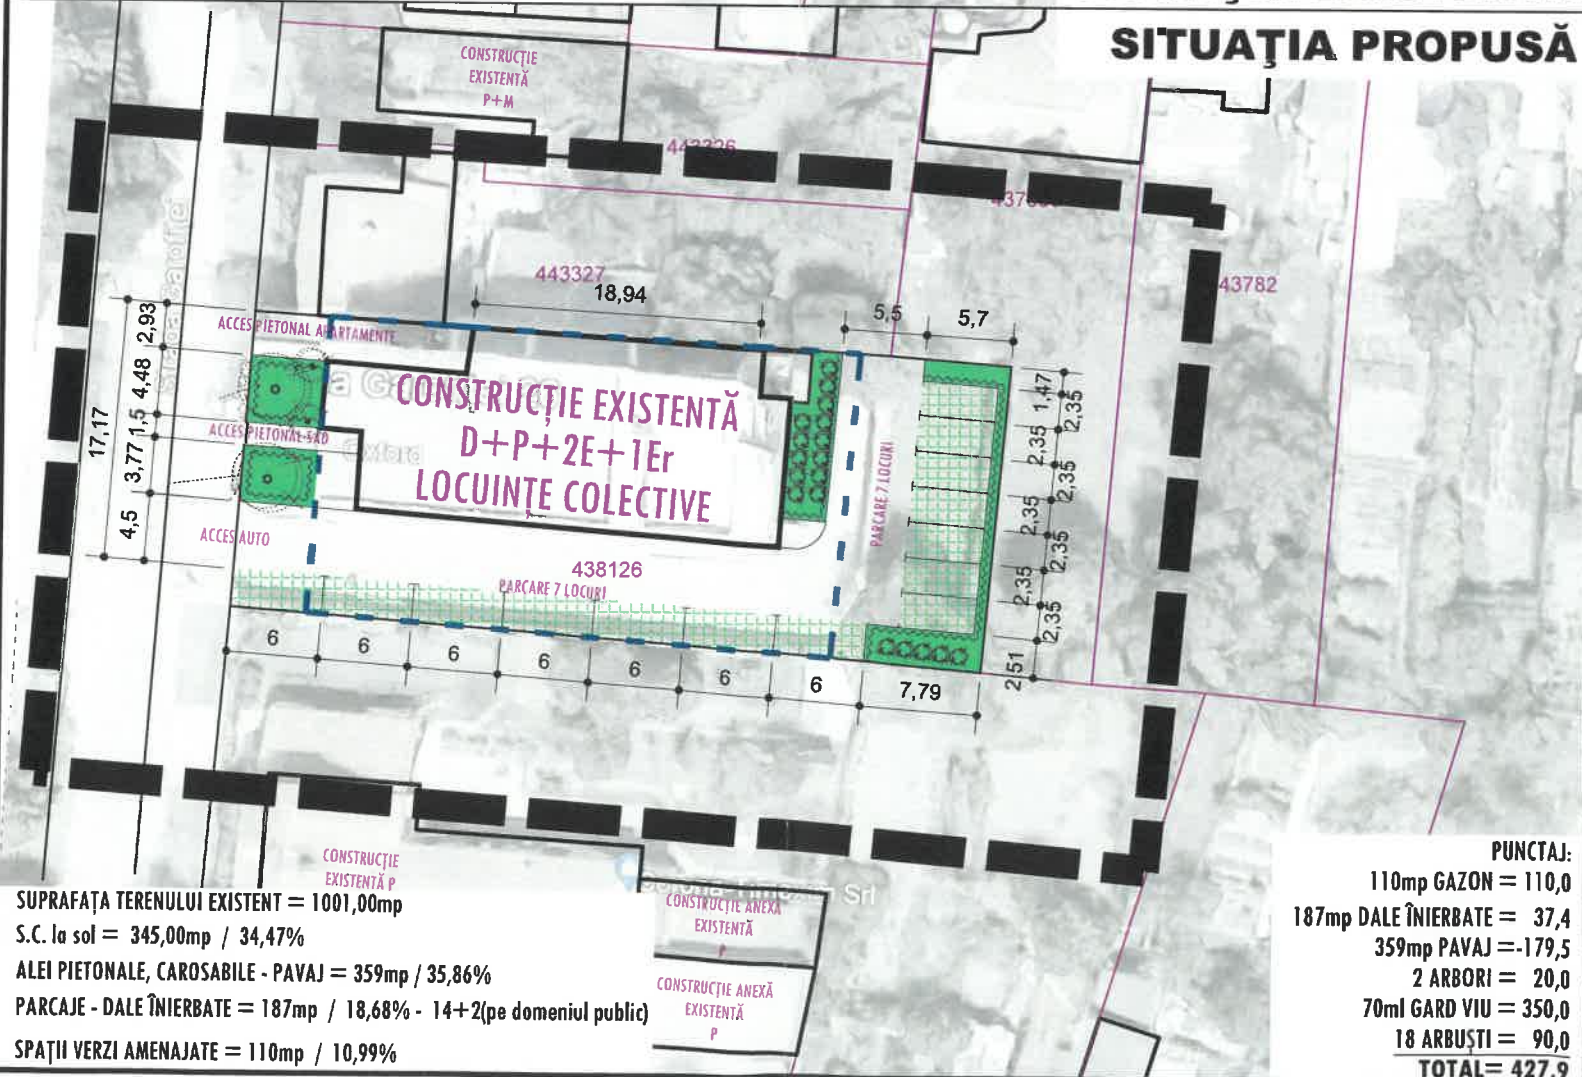 SITUAŢIA PROPUSĂ
CONSTRUCŢIE
EXISTENTĂ
P+M
443326
43782
443327
18,94
5,5
5,7
ACCES PIETONAL APARTAMENTE
2,93
4,48
1,5
3,77
4,5
17,17
ACCES PIETONAL SAD
ACCES AUTO
CONSTRUCŢIE EXISTENTĂ
D+P+2E+1Er
LOCUINŢE COLECTIVE
Oxford
438126
PARCARE 7 LOCURI
PARCARE 7 LOCURI
1,47
2,35
2,35
2,35
2,35
2,35
2,35
2,35
2,51
6
6
6
6
6
6
6
7,79
CONSTRUCŢIE
EXISTENTĂ P
Srl
CONSTRUCŢIE ANEXĂ
EXISTENTĂ
P
CONSTRUCŢIE ANEXĂ
EXISTENTĂ
P
SUPRAFAŢA TERENULUI EXISTENT = 1001,00mp
S.C. la sol = 345,00mp / 34,47%
ALEI PIETONALE, CAROSABILE - PAVAJ = 359mp / 35,86%
PARCAJE - DALE ÎNIERBATE = 187mp / 18,68% - 14+2(pe domeniul public)
SPAŢII VERZI AMENAJATE = 110mp / 10,99%
PUNCTAJ:
110mp GAZON = 110,0
187mp DALE ÎNIERBATE = 37,4
359mp PAVAJ =-179,5
2 ARBORI = 20,0
70ml GARD VIU = 350,0
18 ARBUŞTI = 90,0
TOTAL= 427,9